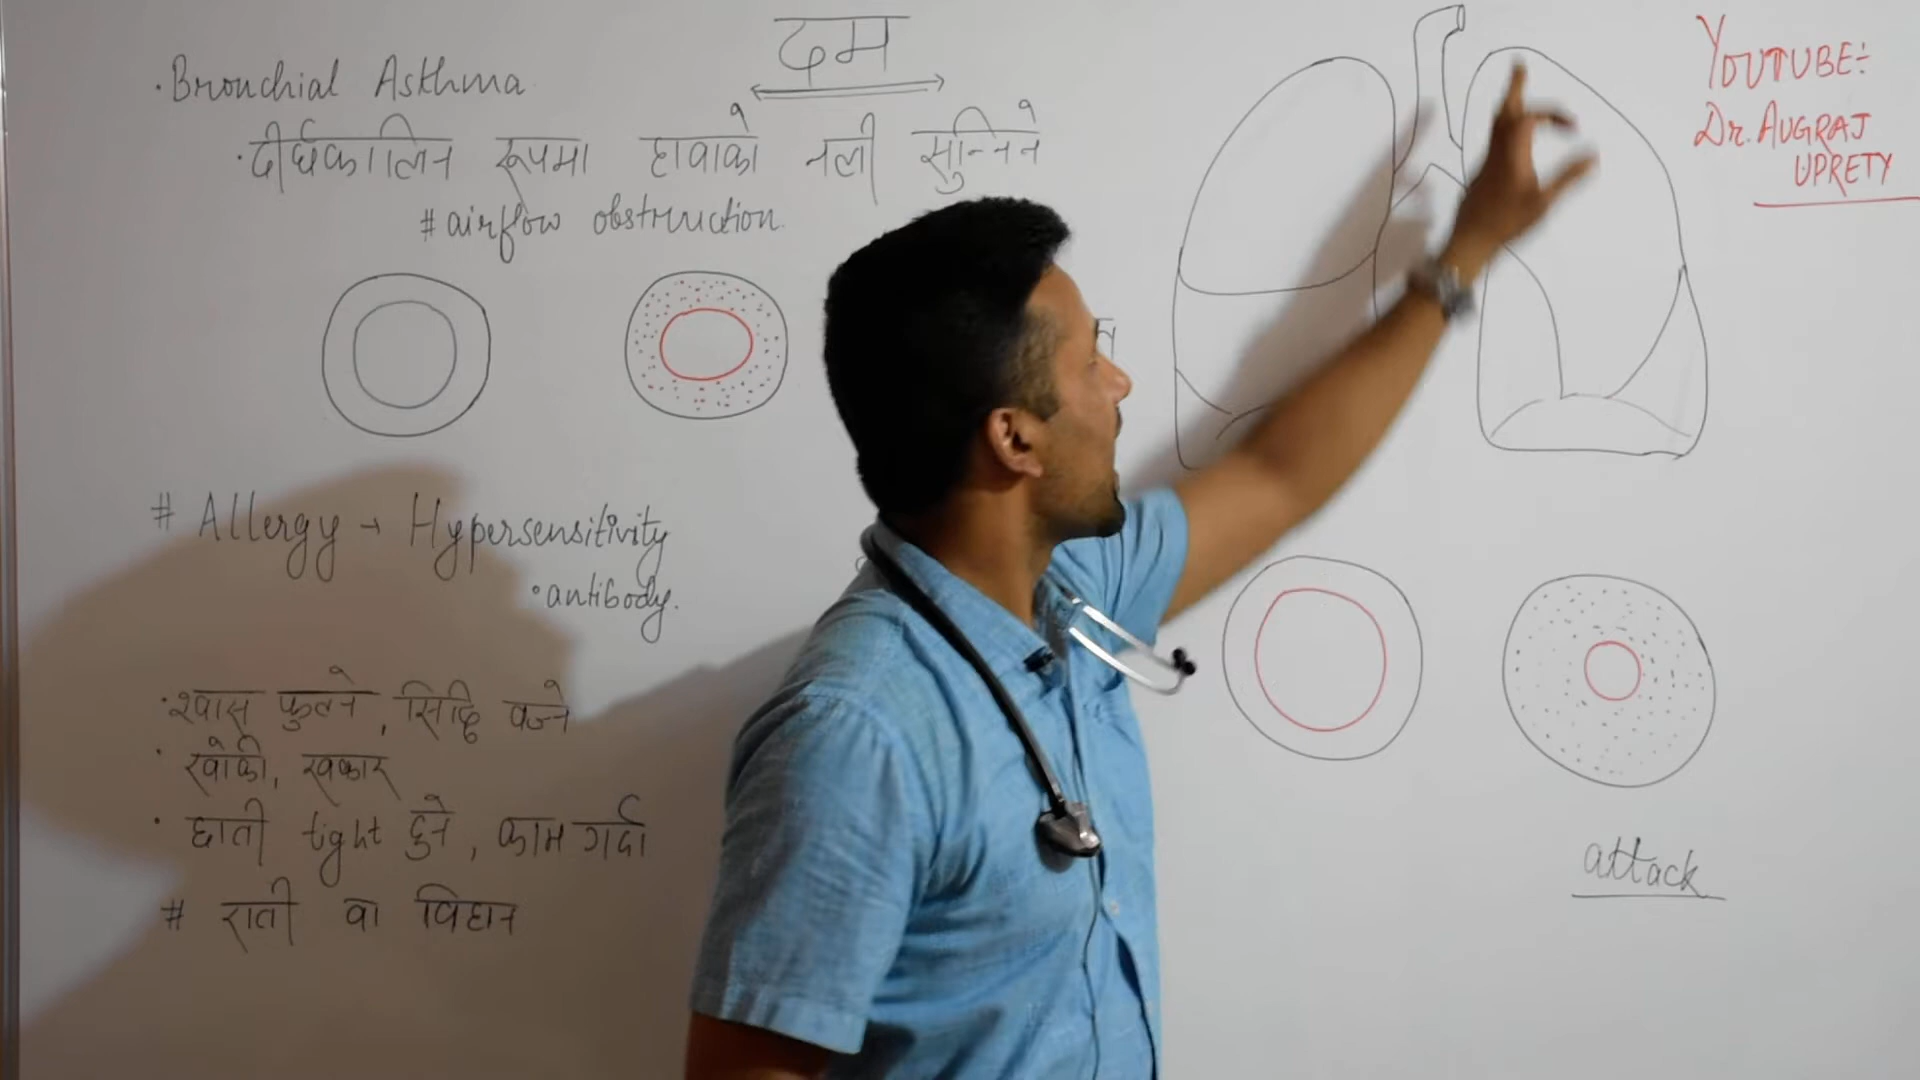 दम
· Bronchial Asthma
· दीर्घकालिन रूपमा हावाको नली सुन्निने
# airflow obstruction.
# Allergy → Hypersensitivity
· antibody.
· श्वास फुल्ने, सिट्ठि बज्ने
· खोकी, खकार
· छाती tight हुने, काम गर्दा
# राती वा विहान
attack
YOUTUBE:-
Dr. AUGRAJ
UPRETY